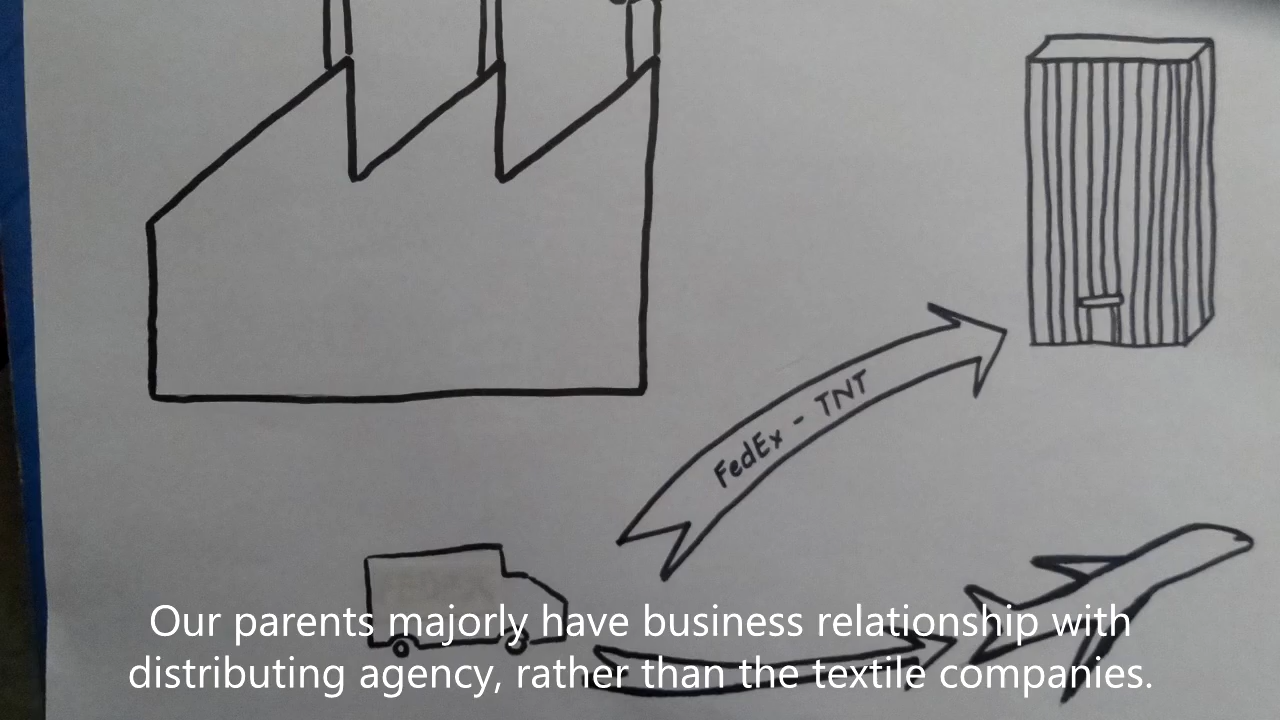 FedEx - TNT
Our parents majorly have business relationship with
distributing agency, rather than the textile companies.